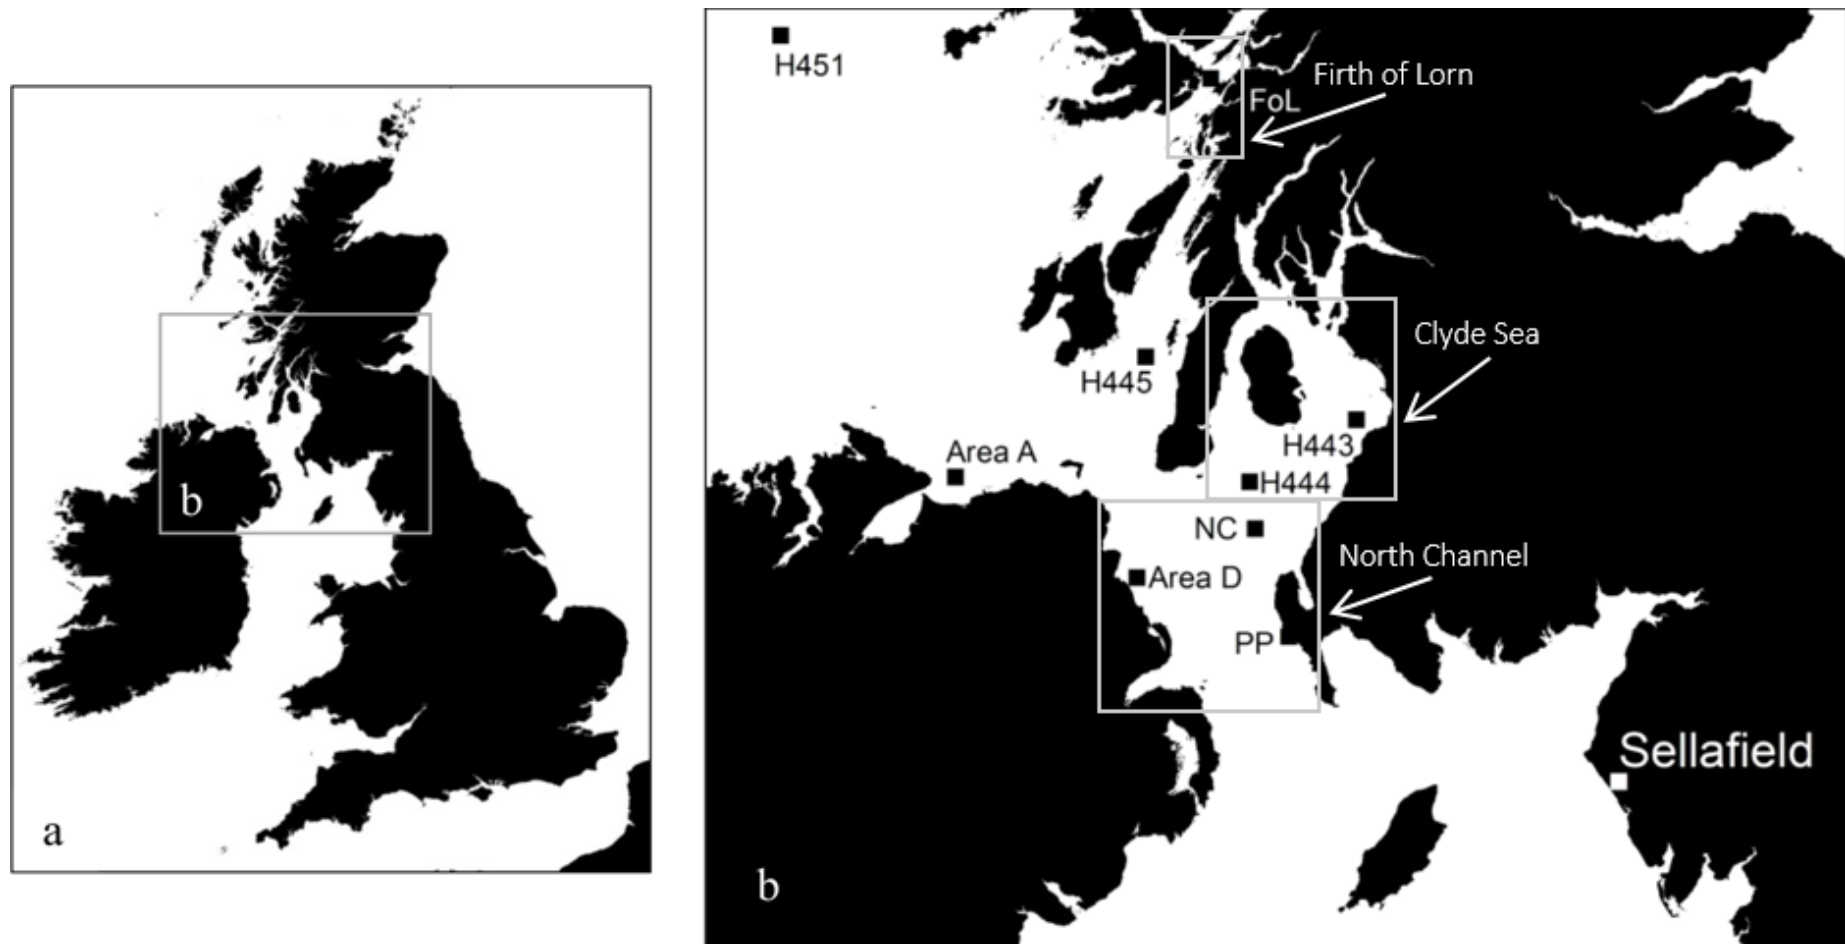 H451
Firth of Lorn
FoL
Clyde Sea
H445
H443
Area A
H444
NC
North Channel
Area D
PP
Sellafield
b
a
b